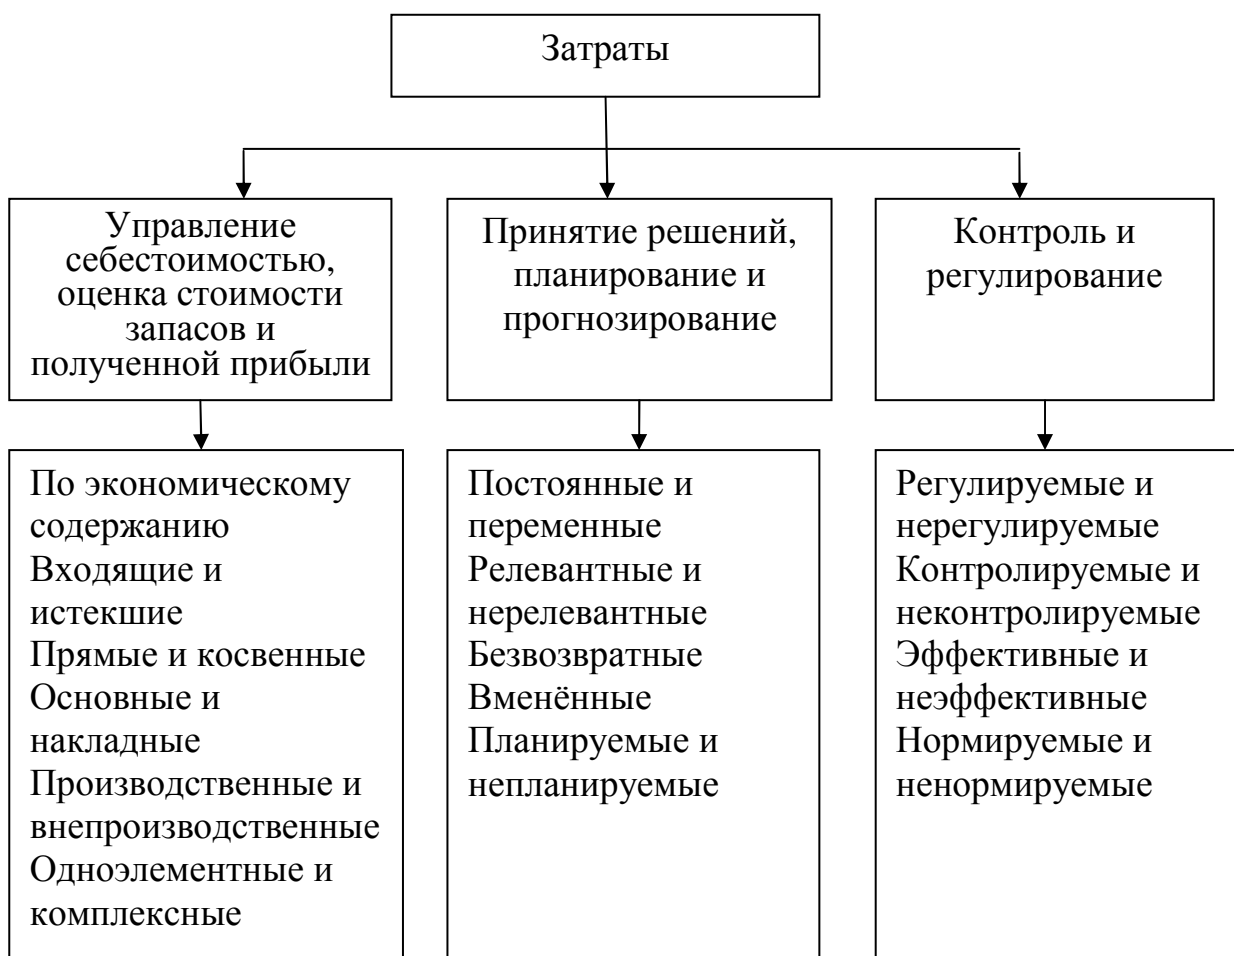 Затраты
Управление
себестоимостью,
оценка стоимости
запасов и
полученной прибыли
Принятие решений,
планирование и
прогнозирование
Контроль и
регулирование
По экономическому
содержанию
Входящие и
истекшие
Прямые и косвенные
Основные и
накладные
Производственные и
внепроизводственные
Одноэлементные и
комплексные
Постоянные и
переменные
Релевантные и
нерелевантные
Безвозвратные
Вменённые
Планируемые и
непланируемые
Регулируемые и
нерегулируемые
Контролируемые и
неконтролируемые
Эффективные и
неэффективные
Нормируемые и
ненормируемые